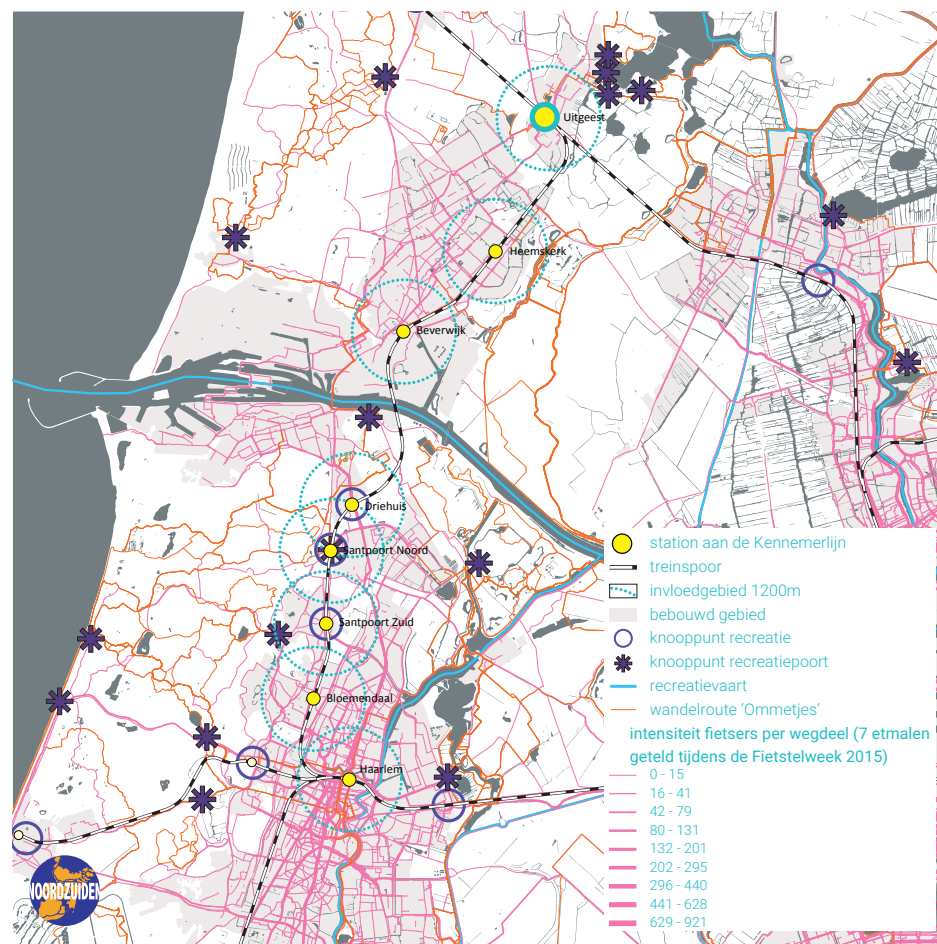 Uitgeest
Heemskerk
Beverwijk
Driehuis
Santpoort Noord
Santpoort Zuid
Bloemendaal
Haarlem
station aan de Kennemerlijn
treinspoor
invloedgebied 1200m
bebouwd gebied
knooppunt recreatie
knooppunt recreatiepoort
recreatievaart
wandelroute 'Ommetjes'
intensiteit fietsers per wegdeel (7 etmalen
geteld tijdens de Fietstelweek 2015)
0 - 15
16 - 41
42 - 79
80 - 131
132 - 201
202 - 295
296 - 440
441 - 628
629 - 921
NOORDZUIDEN